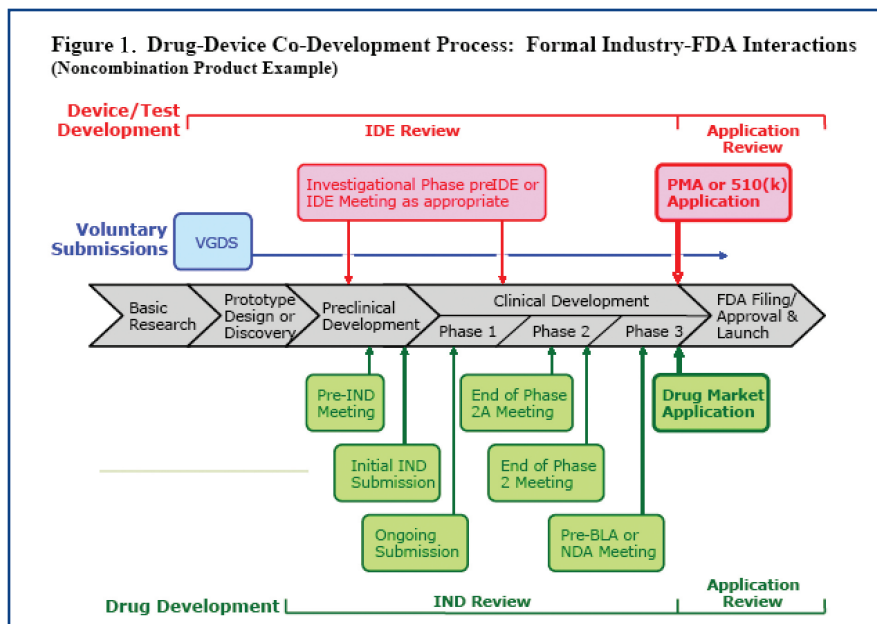 Figure 1.  Drug-Device Co-Development Process:  Formal Industry-FDA Interactions
(Noncombination Product Example)
Device/Test
Development
IDE Review
Application
Review
Investigational Phase preIDE or
IDE Meeting as appropriate
PMA or 510(k)
Application
Voluntary
Submissions
VGDS
Basic
Research
Prototype
Design or
Discovery
Preclinical
Development
Clinical Development
Phase 1
Phase 2
Phase 3
FDA Filing/
Approval &
Launch
Pre-IND
Meeting
End of Phase
2A Meeting
Drug Market
Application
Initial IND
Submission
End of Phase
2 Meeting
Ongoing
Submission
Pre-BLA or
NDA Meeting
Drug Development
IND Review
Application
Review